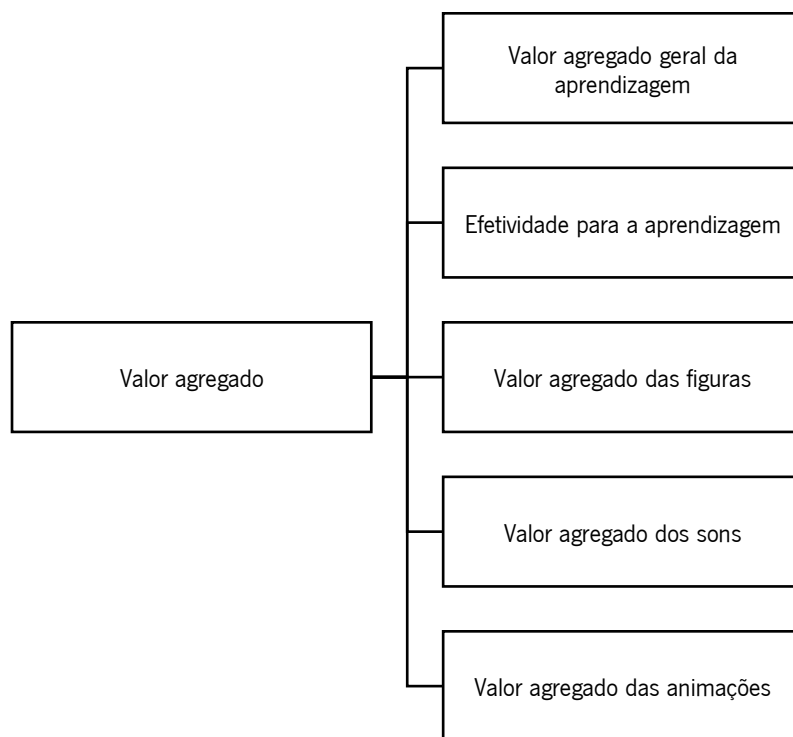 Valor agregado geral da
aprendizagem
Efetividade para a aprendizagem
Valor agregado
Valor agregado das figuras
Valor agregado dos sons
Valor agregado das animações